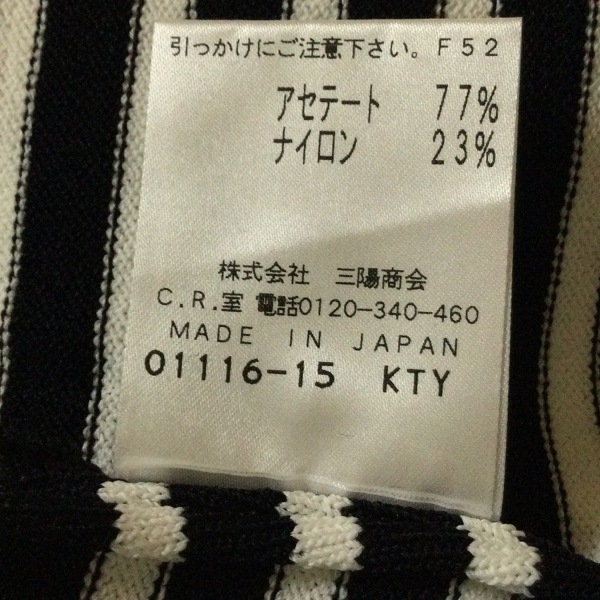 引っかけにご注意下さい。F52
アセテート 77%
ナイロン 23%
株式会社 三陽商会
C.R.室 電話0120-340-460
MADE IN JAPAN
01116-15 KTY